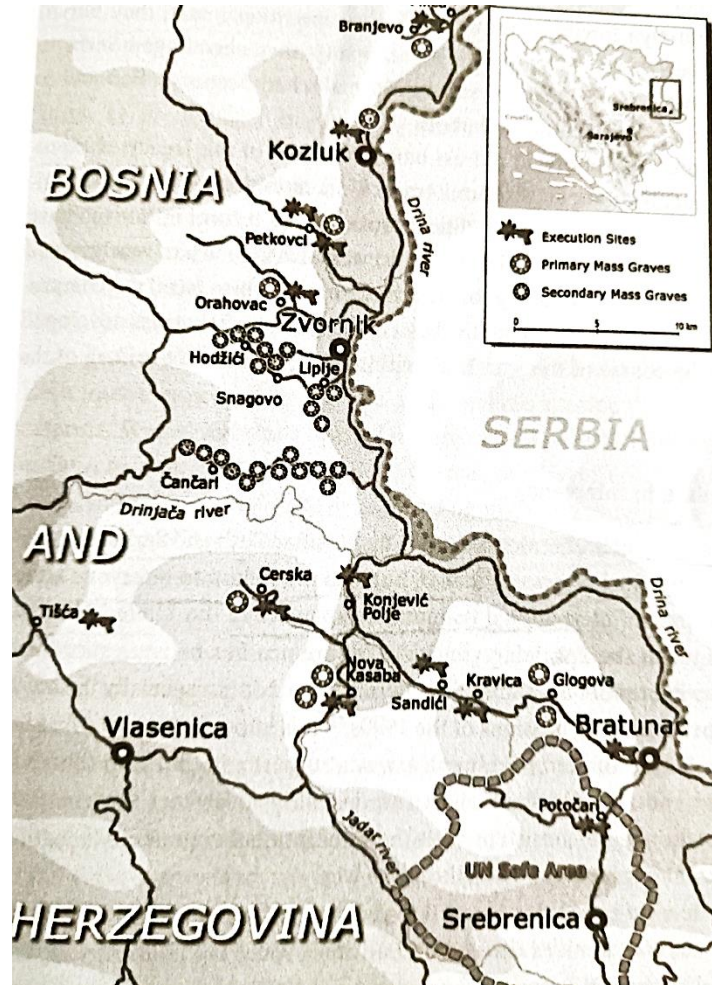 Branjevo
Kozluk
BOSNIA
Drina river
Petkovci
Orahovac
Zvornik
Hodžići
Liplje
Snagovo
Čančari
Drinjača river
SERBIA
AND
Cerska
Konjević
Polje
Tišća
Drina river
Nova
Kasaba
Sandići
Kravica
Glogova
Vlasenica
Bratunac
Potočari
Jadar river
UN Safe Area
Srebrenica
HERZEGOVINA
Srebrenica
Sarajevo
Execution Sites
Primary Mass Graves
Secondary Mass Graves
0 5 10 km